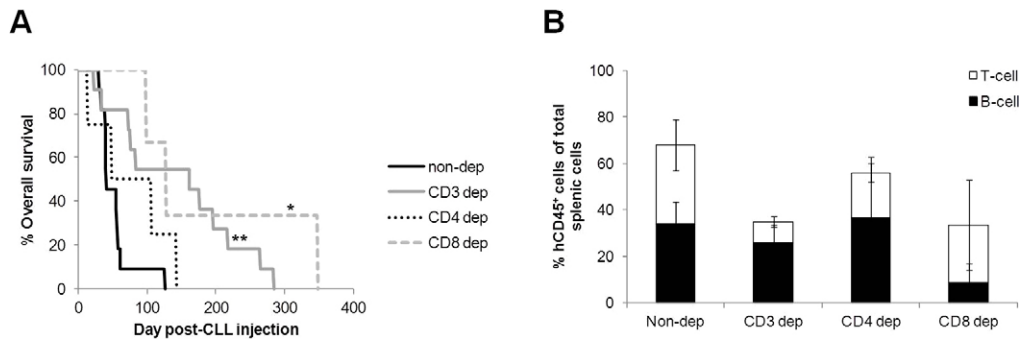 A
B
% Overall survival
100
80
60
40
20
0
0
100
200
300
400
Day post-CLL injection
*
**
non-dep
CD3 dep
CD4 dep
CD8 dep
% hCD45+ cells of total
splenic cells
100
80
60
40
20
0
Non-dep
CD3 dep
CD4 dep
CD8 dep
T-cell
B-cell